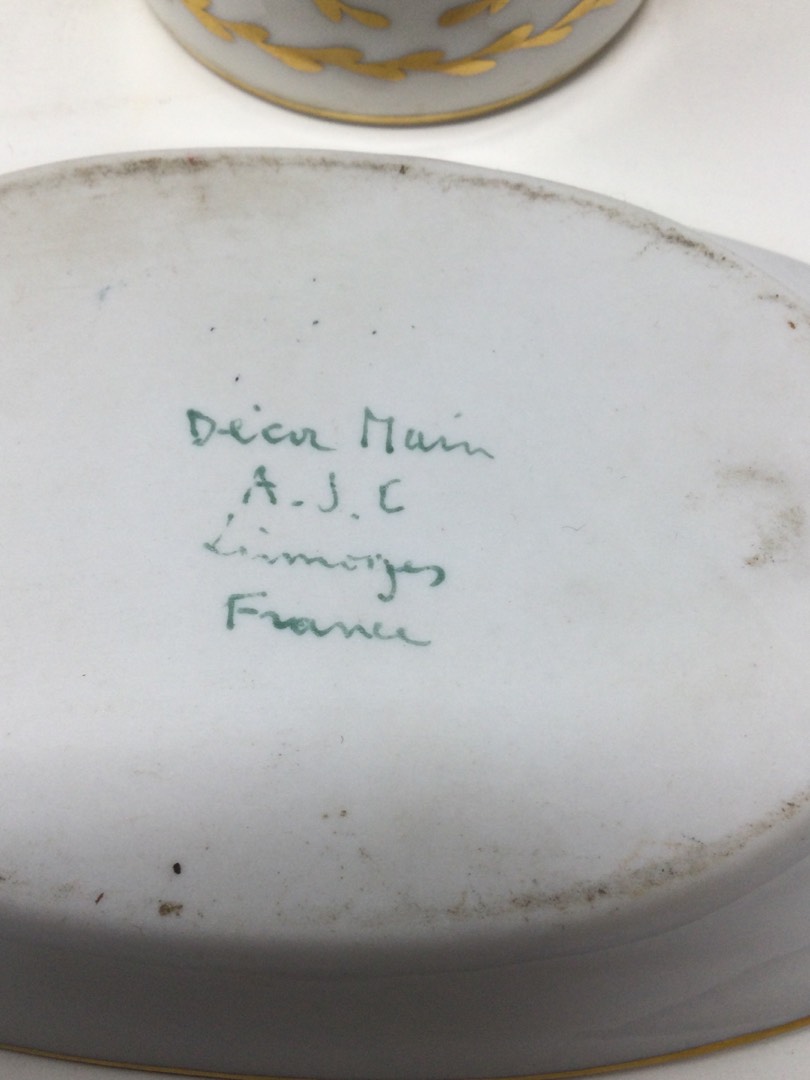 Décor Main
A.J.C
Limoges
France